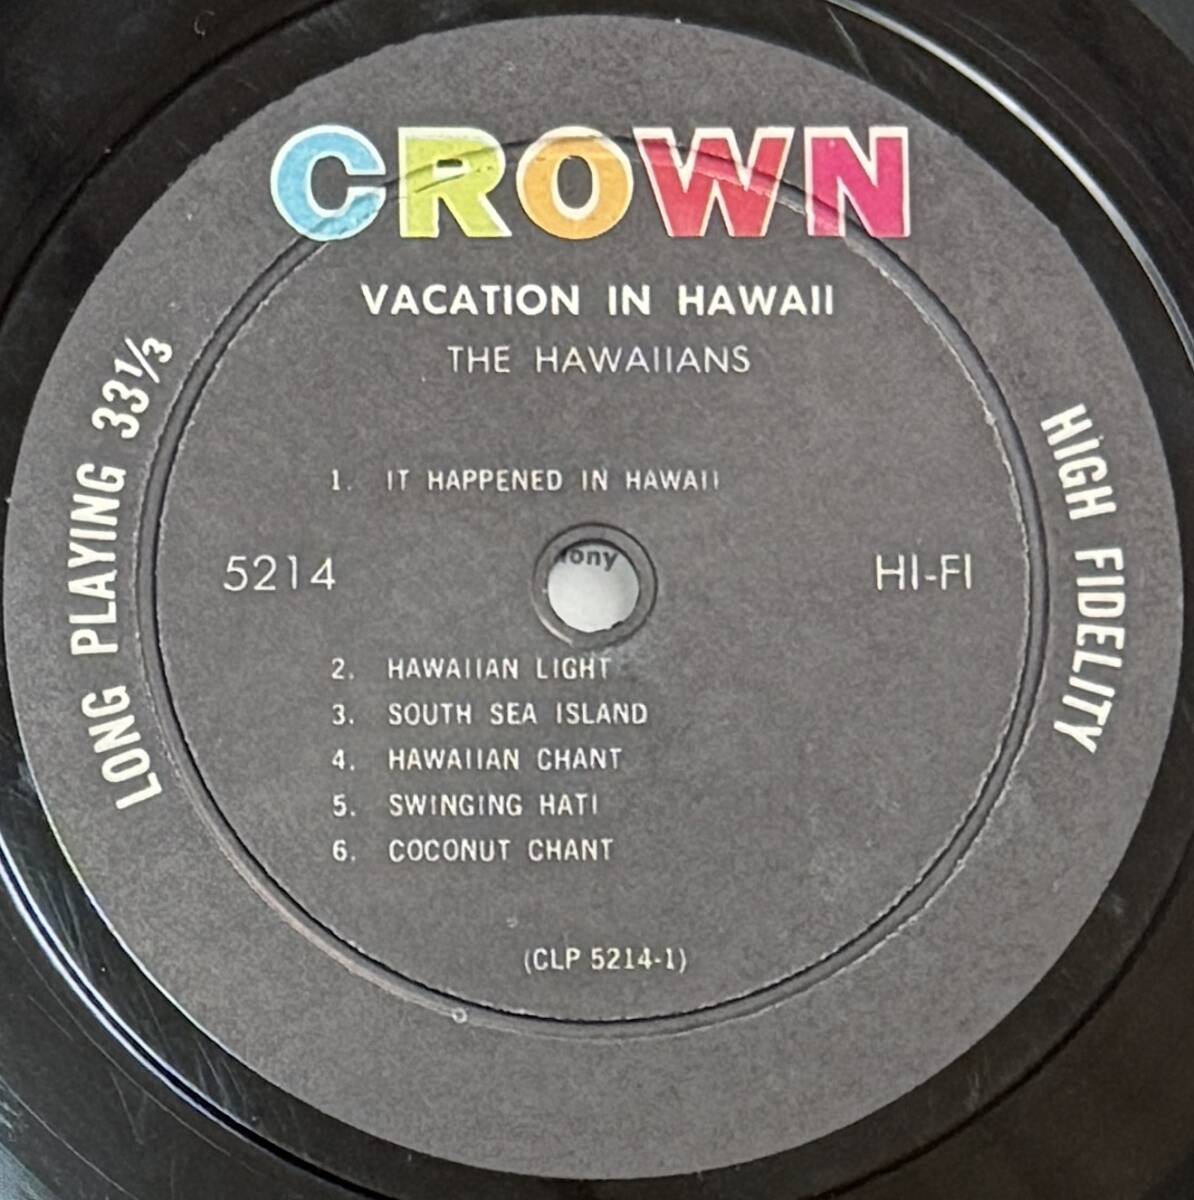 CROWN
VACATION IN HAWAII
THE HAWAIIANS
LONG PLAYING 33⅓
HIGH FIDELITY
1. IT HAPPENED IN HAWAII
5214
HI-FI
2. HAWAIIAN LIGHT
3. SOUTH SEA ISLAND
4. HAWAIIAN CHANT
5. SWINGING HATI
6. COCONUT CHANT
(CLP 5214-1)